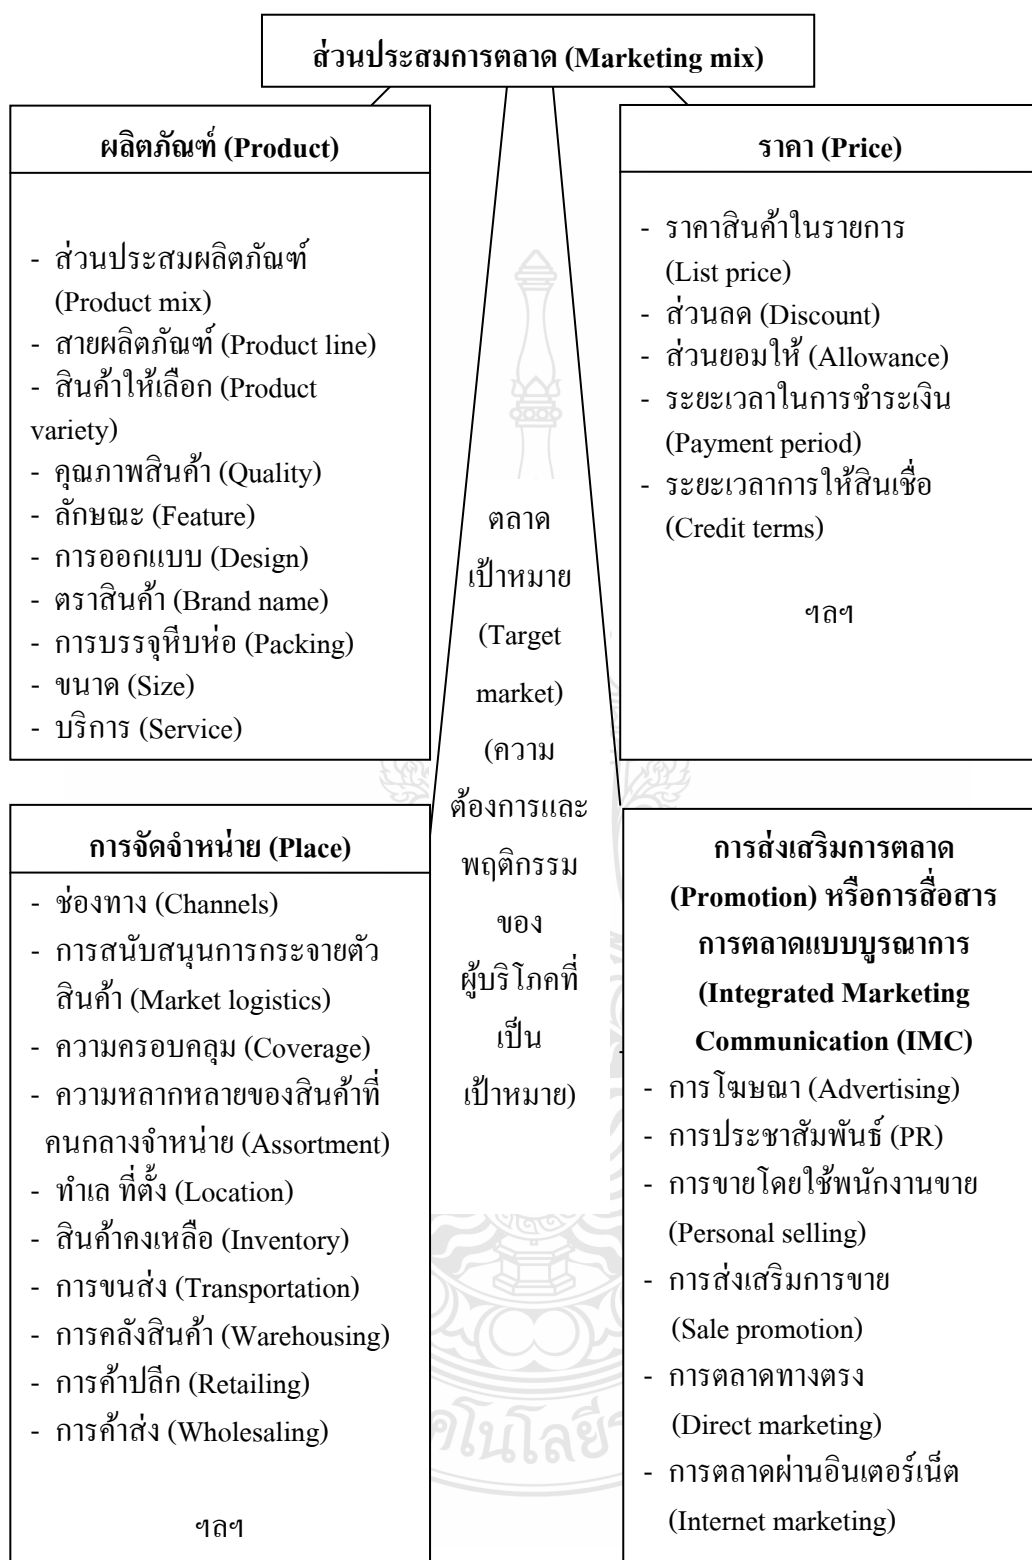 ส่วนประสมการตลาด (Marketing mix)
ผลิตภัณฑ์ (Product)
- ส่วนประสมผลิตภัณฑ์
(Product mix)
- สายผลิตภัณฑ์ (Product line)
- สินค้าให้เลือก (Product
variety)
- คุณภาพสินค้า (Quality)
- ลักษณะ (Feature)
- การออกแบบ (Design)
- ตราสินค้า (Brand name)
- การบรรจุหีบห่อ (Packing)
- ขนาด (Size)
- บริการ (Service)
ราคา (Price)
- ราคาสินค้าในรายการ
(List price)
- ส่วนลด (Discount)
- ส่วนยอมให้ (Allowance)
- ระยะเวลาในการชำระเงิน
(Payment period)
- ระยะเวลาการให้สินเชื่อ
(Credit terms)
ฯลฯ
ตลาด
เป้าหมาย
(Target
market)
(ความ
ต้องการและ
พฤติกรรม
ของ
ผู้บริโภคที่
เป็น
เป้าหมาย)
การจัดจำหน่าย (Place)
- ช่องทาง (Channels)
- การสนับสนุนการกระจายตัว
สินค้า (Market logistics)
- ความครอบคลุม (Coverage)
- ความหลากหลายของสินค้าที่
คนกลางจำหน่าย (Assortment)
- ทำเล ที่ตั้ง (Location)
- สินค้าคงเหลือ (Inventory)
- การขนส่ง (Transportation)
- การคลังสินค้า (Warehousing)
- การค้าปลีก (Retailing)
- การค้าส่ง (Wholesaling)
ฯลฯ
การส่งเสริมการตลาด
(Promotion) หรือการสื่อสาร
การตลาดแบบบูรณาการ
(Integrated Marketing
Communication (IMC)
- การโฆษณา (Advertising)
- การประชาสัมพันธ์ (PR)
- การขายโดยใช้พนักงานขาย
(Personal selling)
- การส่งเสริมการขาย
(Sale promotion)
- การตลาดทางตรง
(Direct marketing)
- การตลาดผ่านอินเตอร์เน็ต
(Internet marketing)